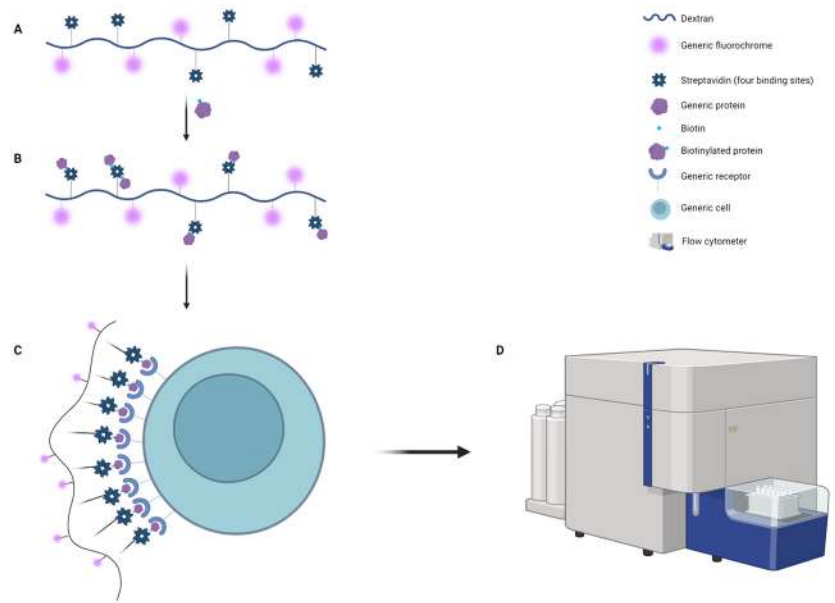 A
Dextran
Generic fluorochrome
Streptavidin (four binding sites)
Generic protein
Biotin
B
Biotinylated protein
Generic receptor
Generic cell
Flow cytometer
C
D